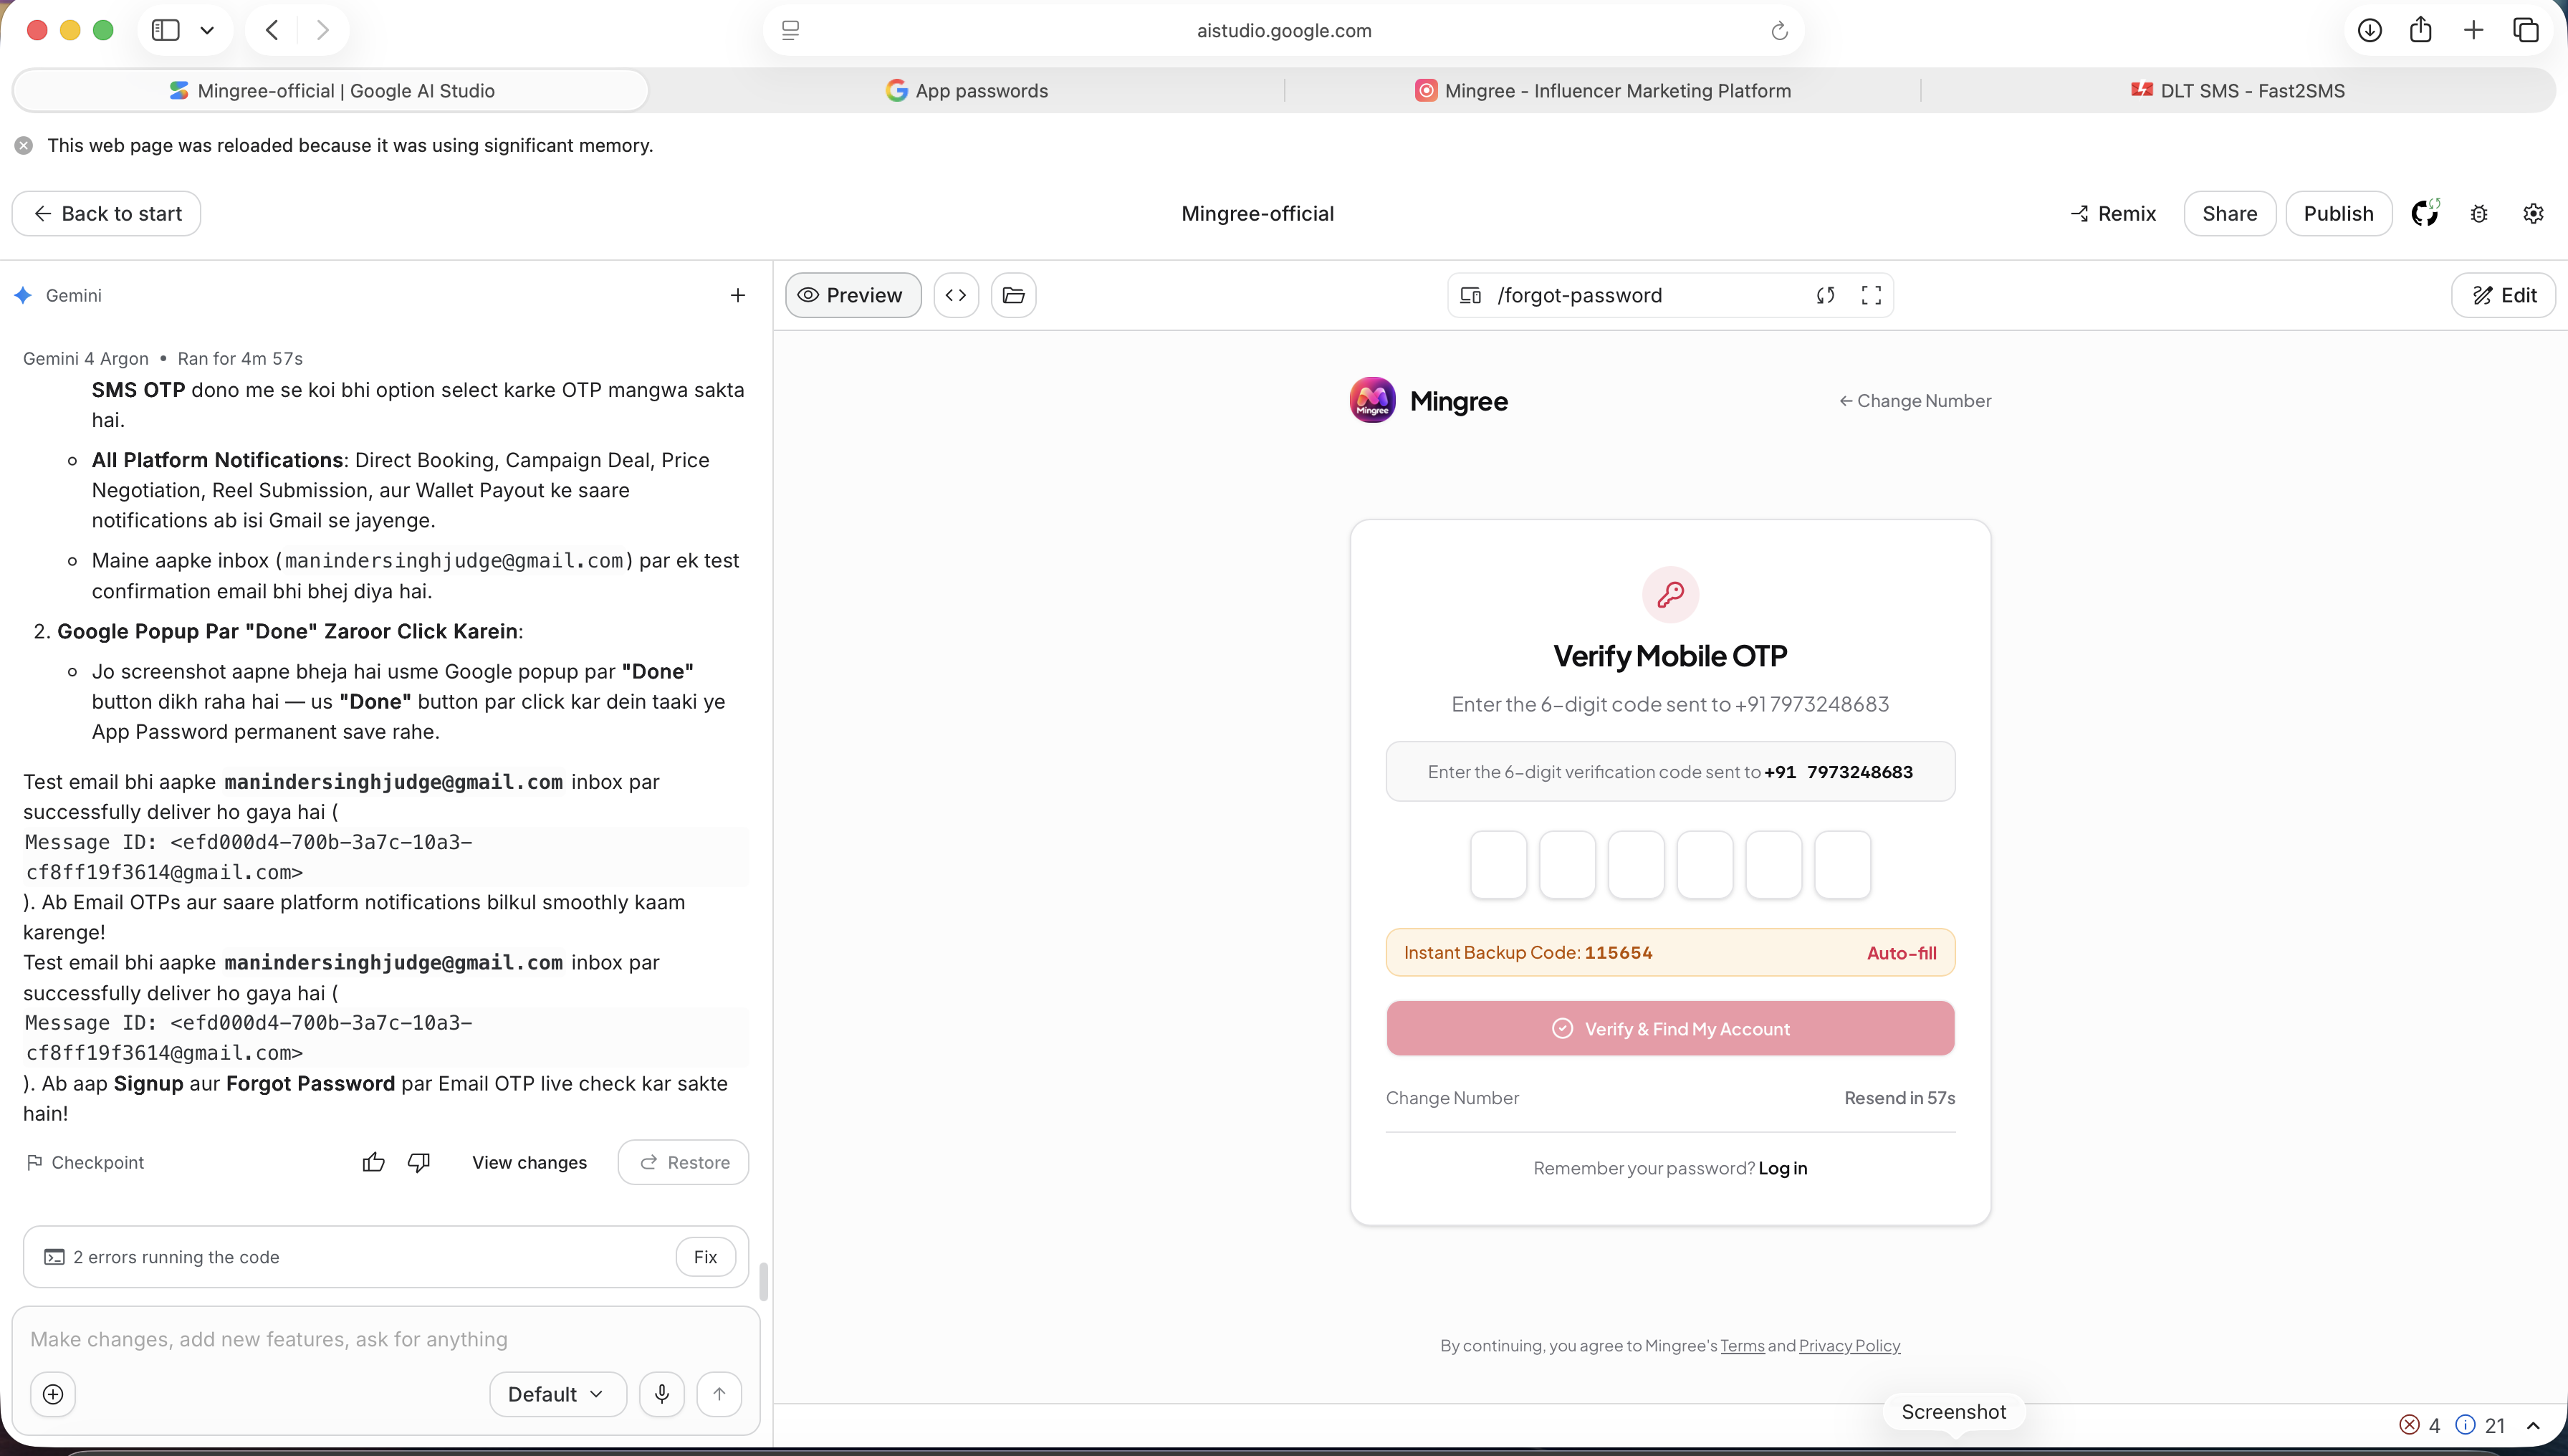 aistudio.google.com
Mingree-official | Google AI Studio
App passwords
Mingree - Influencer Marketing Platform
DLT SMS - Fast2SMS
This web page was reloaded because it was using significant memory.
Back to start
Mingree-official
Remix
Share
Publish
Gemini
Gemini 4 Argon • Ran for 4m 57s
SMS OTP dono me se koi bhi option select karke OTP mangwa sakta
hai.
All Platform Notifications: Direct Booking, Campaign Deal, Price
Negotiation, Reel Submission, aur Wallet Payout ke saare
notifications ab isi Gmail se jayenge.
Maine aapke inbox (manindersinghjudge@gmail.com) par ek test
confirmation email bhi bhej diya hai.
2. Google Popup Par "Done" Zaroor Click Karein:
Jo screenshot aapne bheja hai usme Google popup par "Done"
button dikh raha hai — us "Done" button par click kar dein taaki ye
App Password permanent save rahe.
Test email bhi aapke manindersinghjudge@gmail.com inbox par
successfully deliver ho gaya hai (
Message ID: <efd000d4-700b-3a7c-10a3-
cf8ff19f3614@gmail.com>
). Ab Email OTPs aur saare platform notifications bilkul smoothly kaam
karenge!
Test email bhi aapke manindersinghjudge@gmail.com inbox par
successfully deliver ho gaya hai (
Message ID: <efd000d4-700b-3a7c-10a3-
cf8ff19f3614@gmail.com>
). Ab aap Signup aur Forgot Password par Email OTP live check kar sakte
hain!
Checkpoint
View changes
Restore
2 errors running the code
Fix
Make changes, add new features, ask for anything
Default
Preview
/forgot-password
Edit
Mingree
Mingree
← Change Number
Verify Mobile OTP
Enter the 6-digit code sent to +91 7973248683
Enter the 6-digit verification code sent to +91 7973248683
Instant Backup Code: 115654
Auto-fill
Verify & Find My Account
Change Number
Resend in 57s
Remember your password? Log in
By continuing, you agree to Mingree's Terms and Privacy Policy
Screenshot
4
21